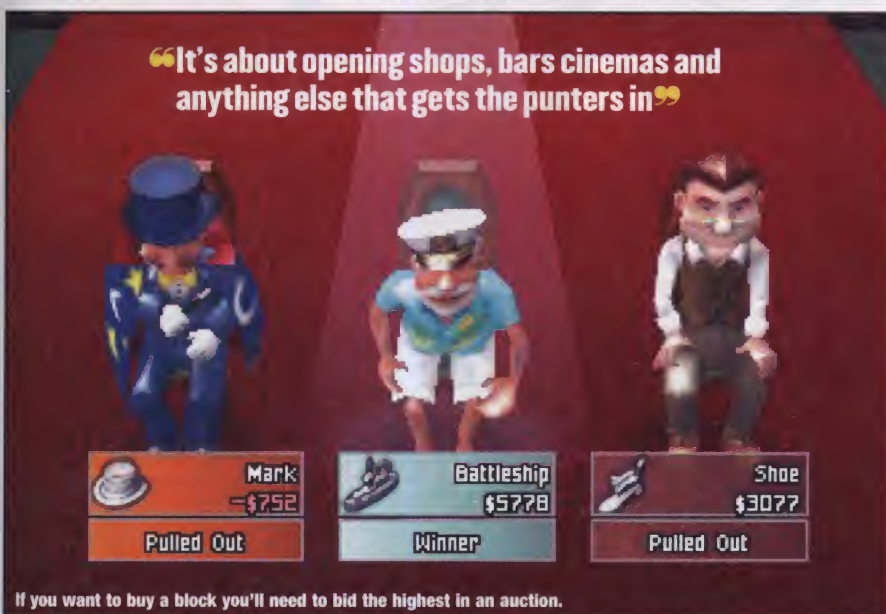 “It's about opening shops, bars cinemas and
anything else that gets the punters in”
Mark
-$752
Pulled Out
Battleship
$5778
Winner
Shoe
$3077
Pulled Out
If you want to buy a block you'll need to bid the highest in an auction.